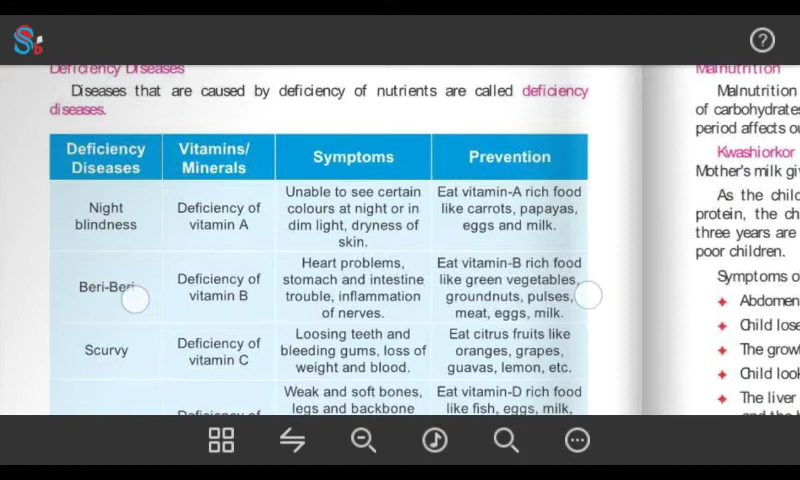 Deficiency Diseases
Diseases that are caused by deficiency of nutrients are called deficiency
diseases.
Deficiency
Diseases
Vitamins/
Minerals
Symptoms
Prevention
Night
blindness
Deficiency of
vitamin A
Unable to see certain
colours at night or in
dim light, dryness of
skin.
Eat vitamin-A rich food
like carrots, papayas,
eggs and milk.
Beri-Beri
Deficiency of
vitamin B
Heart problems,
stomach and intestine
trouble, inflammation
of nerves.
Eat vitamin-B rich food
like green vegetables,
groundnuts, pulses,
meat, eggs, milk.
Scurvy
Deficiency of
vitamin C
Loosing teeth and
bleeding gums, loss of
weight and blood.
Eat citrus fruits like
oranges, grapes,
guavas, lemon, etc.
Deficiency of
Weak and soft bones,
legs and backbone
Eat vitamin-D rich food
like fish, eggs, milk,
Malnutrition
Malnutrition
of carbohydrates
period affects
Kwashiorkor
Mother's milk
As the child
protein, the
three years are
poor children.
Symptoms
Abdomen
Child
The
Child
The liver
and the